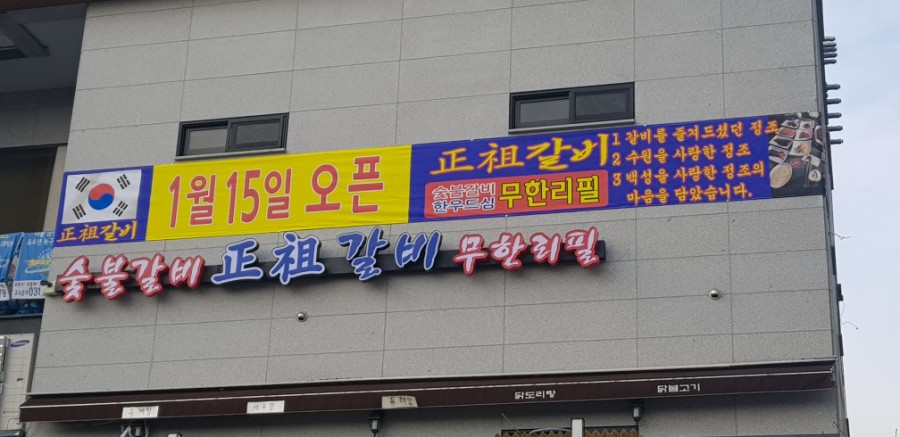 正祖갈비
1월 15일 오픈
正祖갈비
숯불갈비
한우드심
무한리필
1 갈비를 즐겨드셨던 정조
2 수원을 사랑한 정조
3 백성을 사랑한 정조의
마음을 담았습니다.
숯불갈비 正祖갈비 무한리필
031
닭도리탕
닭불고기